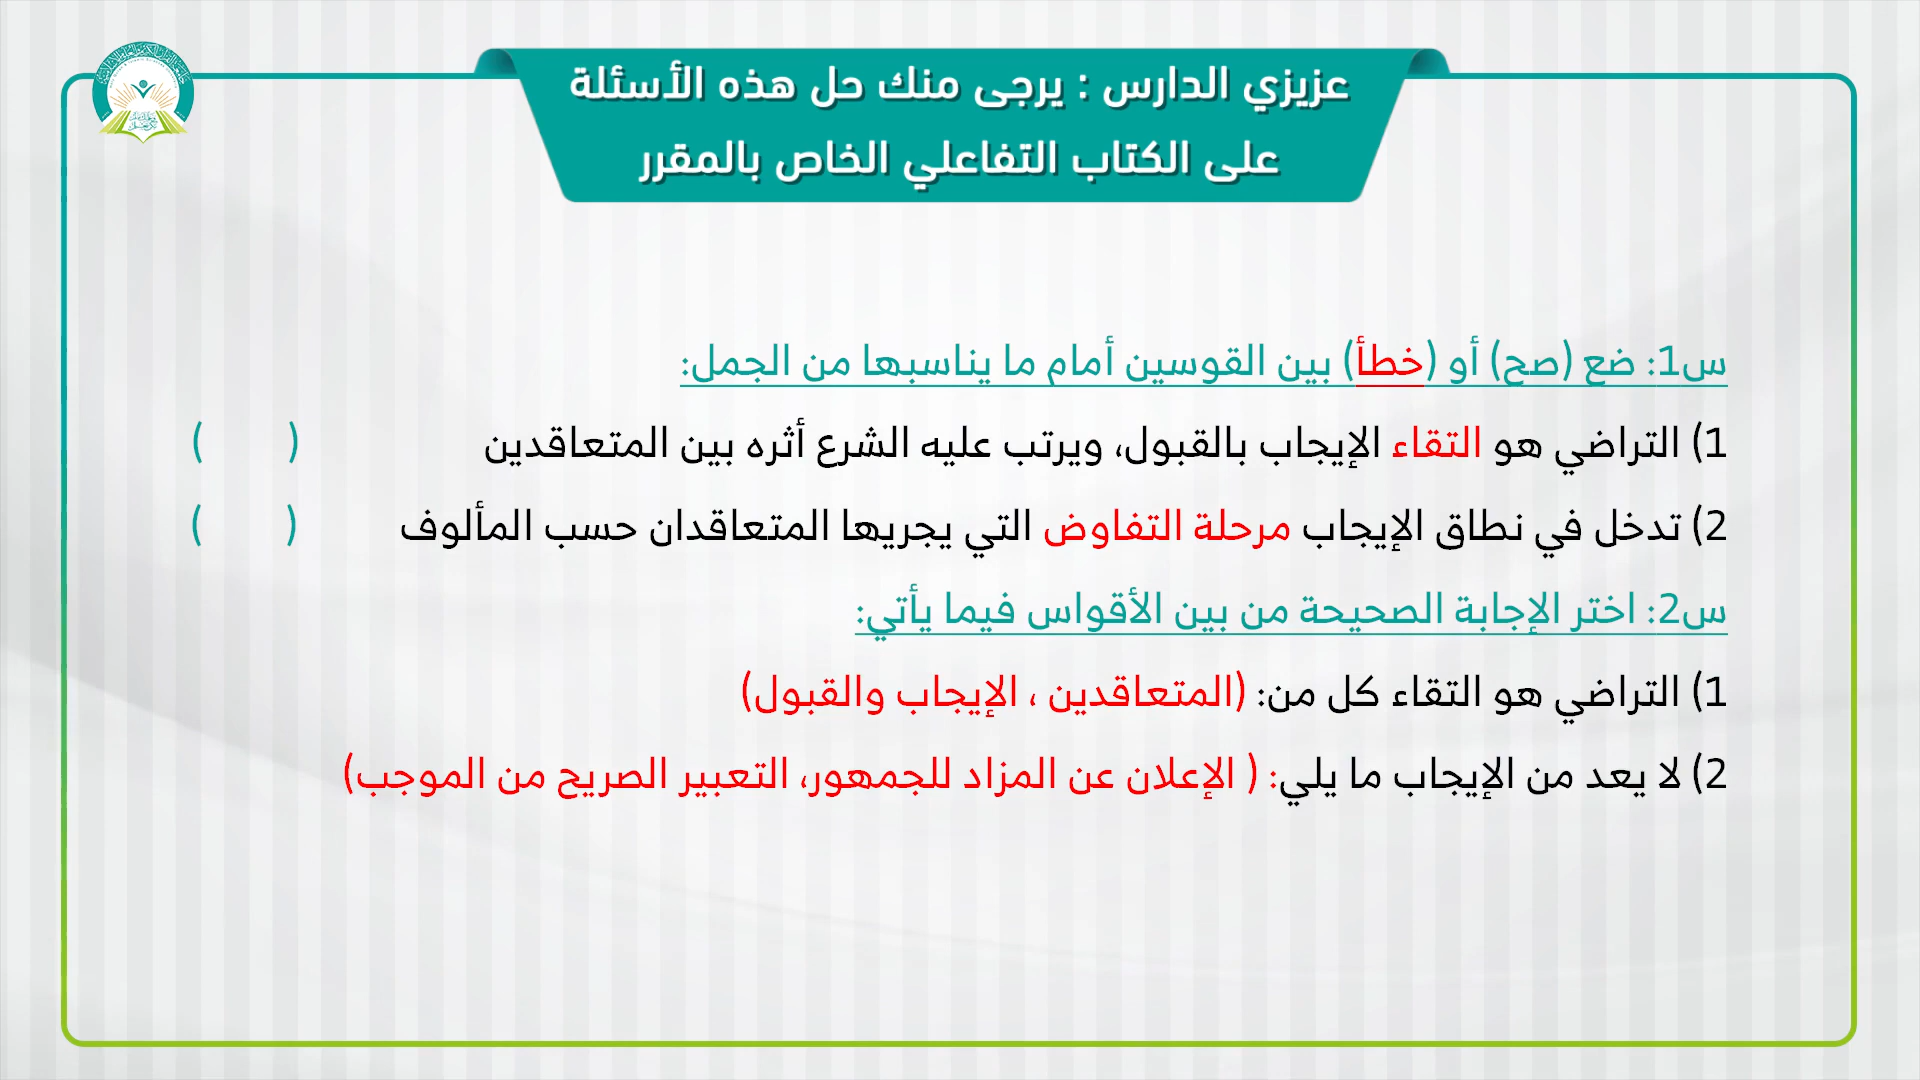 عزيزي الدارس : يرجى منك حل هذه الأسئلة
على الكتاب التفاعلي الخاص بالمقرر
س1: ضع (صح) أو (خطأ) بين القوسين أمام ما يناسبها من الجمل:
1) التراضي هو التقاء الإيجاب بالقبول، ويرتب عليه الشرع أثره بين المتعاقدين ( )
2) تدخل في نطاق الإيجاب مرحلة التفاوض التي يجريها المتعاقدان حسب المألوف ( )
س2: اختر الإجابة الصحيحة من بين الأقواس فيما يأتي:
1) التراضي هو التقاء كل من: (المتعاقدين ، الإيجاب والقبول)
2) لا يعد من الإيجاب ما يلي: ( الإعلان عن المزاد للجمهور، التعبير الصريح من الموجب)